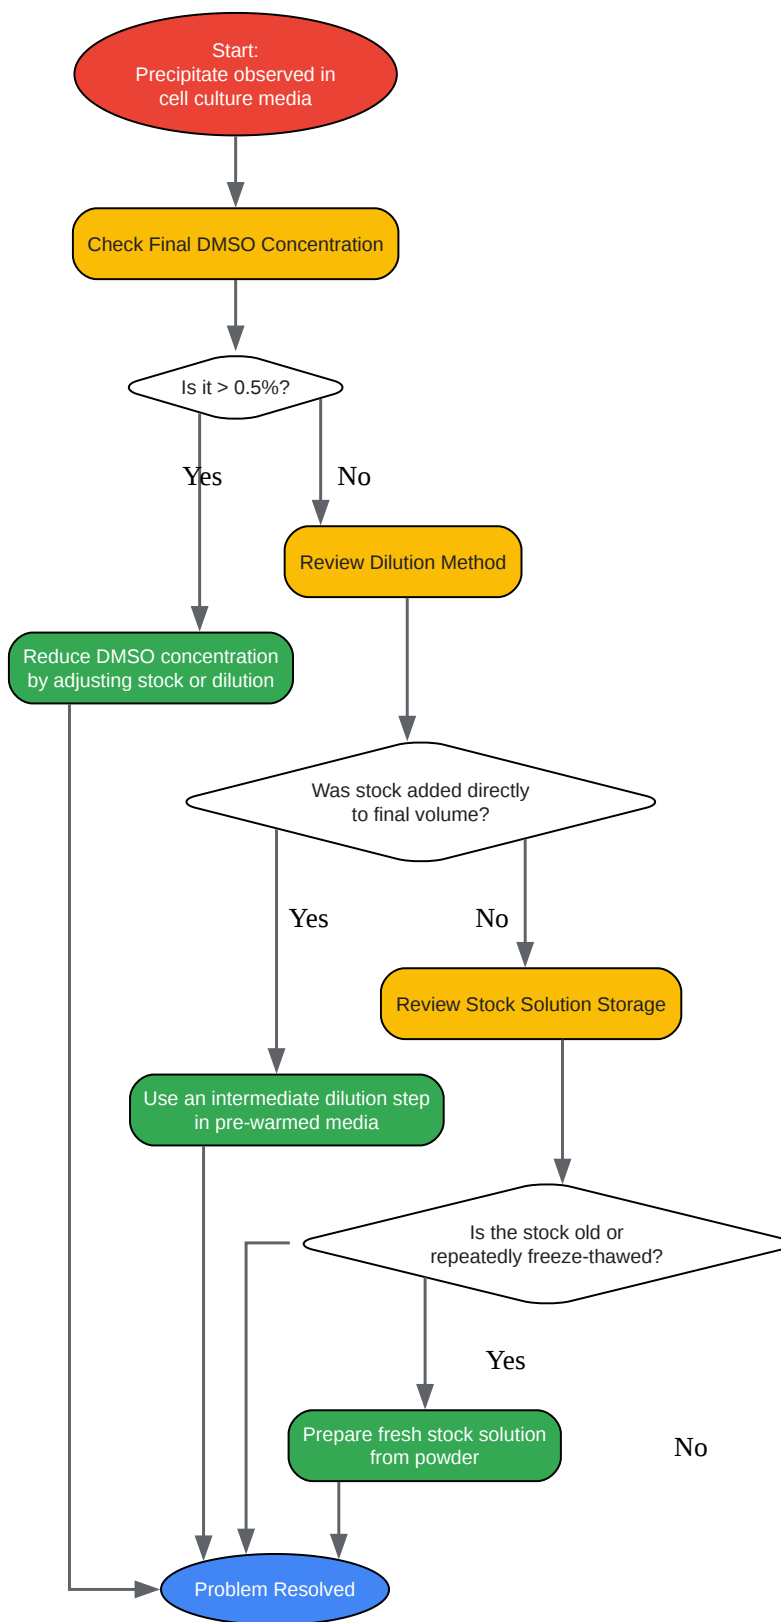 Start:
Precipitate observed in
cell culture media
Check Final DMSO Concentration
Is it > 0.5%?
Yes
No
Review Dilution Method
Reduce DMSO concentration
by adjusting stock or dilution
Was stock added directly
to final volume?
Yes
No
Review Stock Solution Storage
Use an intermediate dilution step
in pre-warmed media
Is the stock old or
repeatedly freeze-thawed?
Yes
Prepare fresh stock solution
from powder
No
Problem Resolved